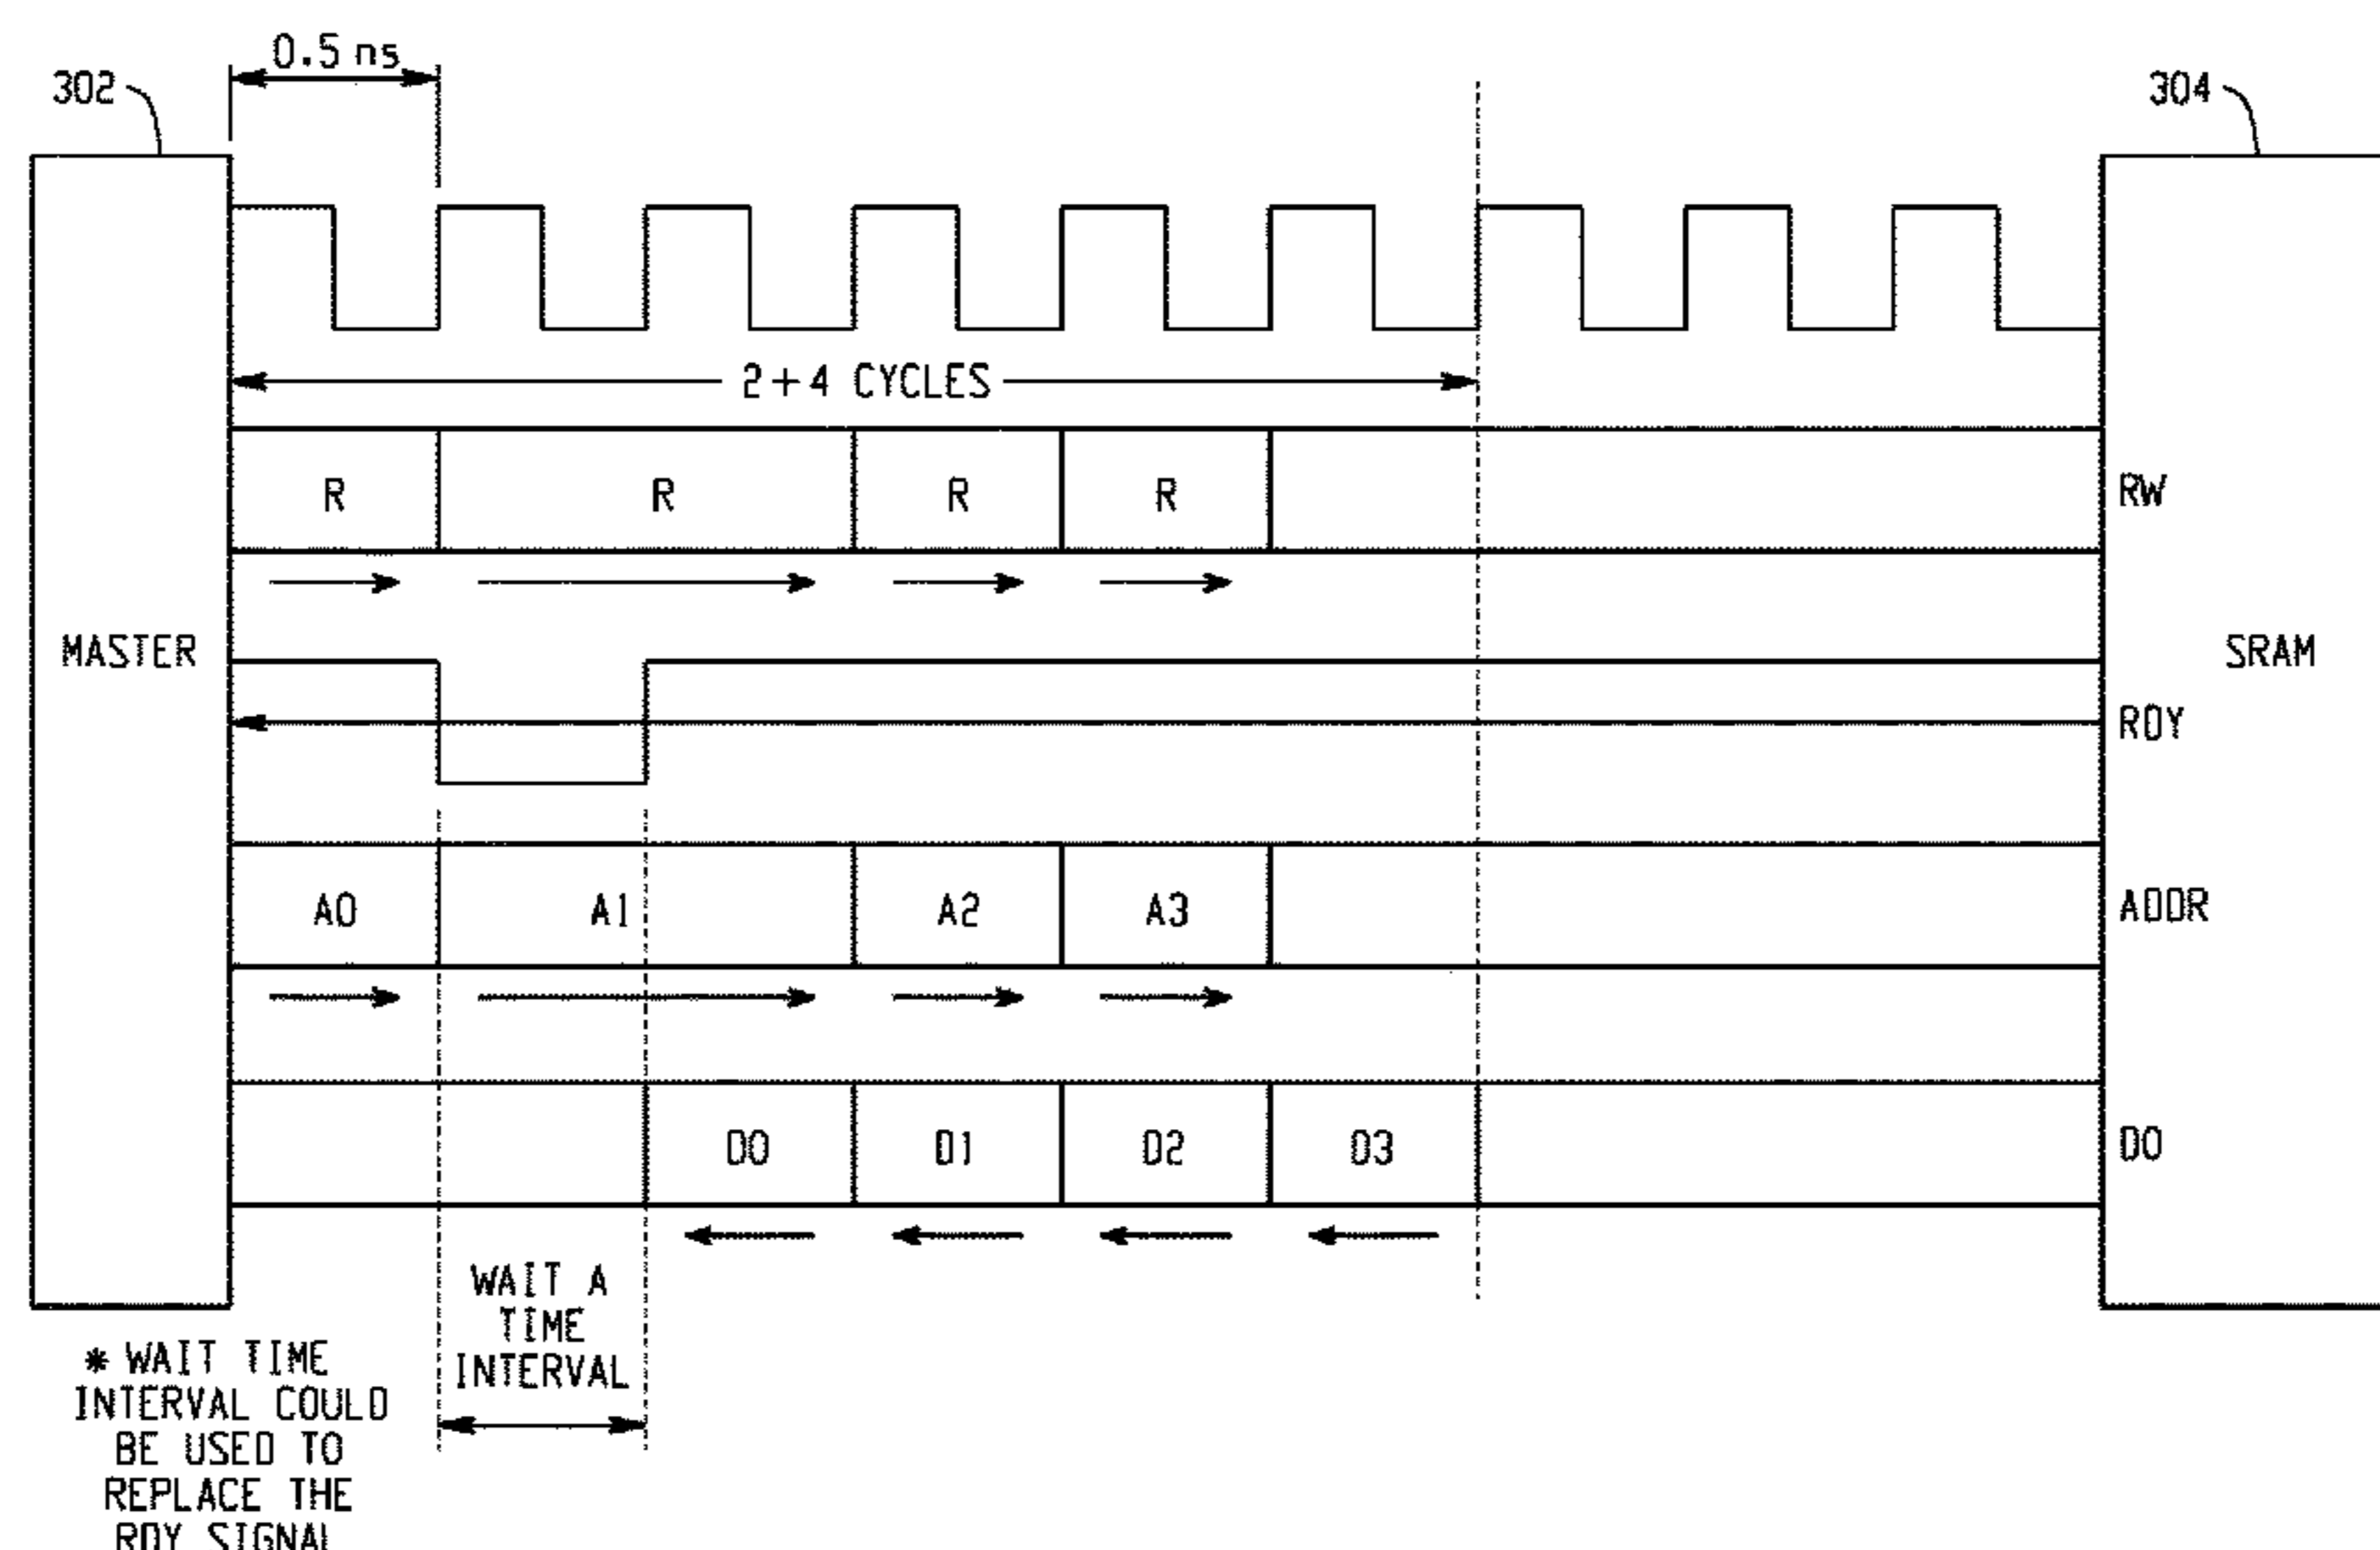 0.5 ns
302
304
2+4 CYCLES
R R R R
RW
MASTER
SRAM
RDY
A0 A1 A2 A3
ADDR
D0 D1 D2 D3
DO
WAIT A
TIME
INTERVAL
* WAIT TIME
INTERVAL COULD
BE USED TO
REPLACE THE
RDY SIGNAL